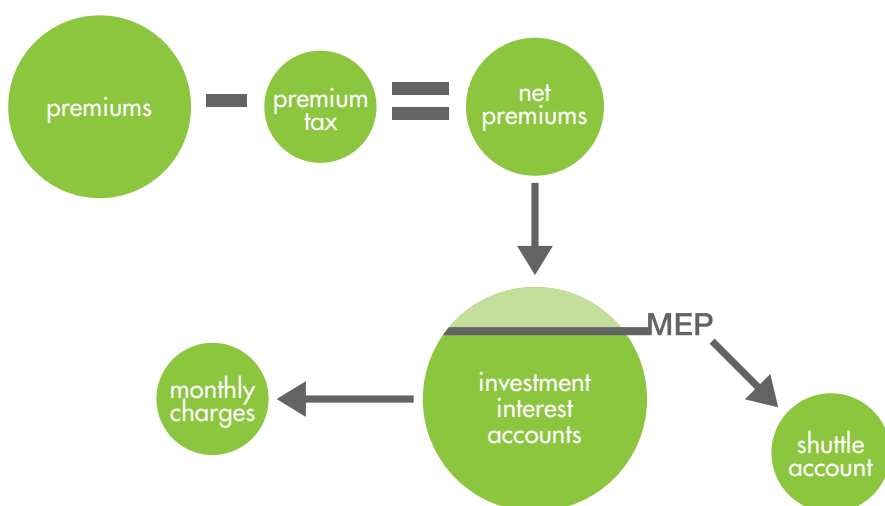 premiums
premium
tax
net
premiums
MEP
investment
interest
accounts
monthly
charges
shuttle
account